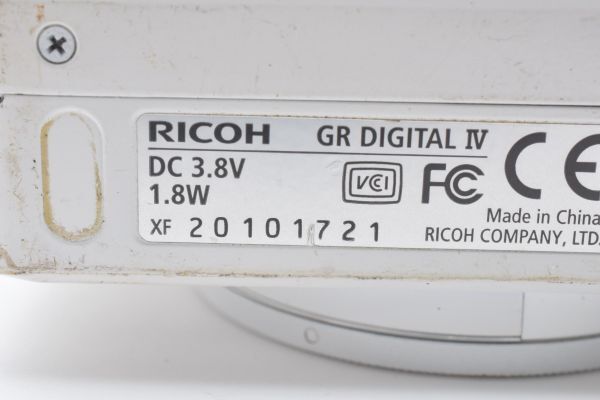 RICOH GR DIGITAL IV
DC 3.8V
1.8W
VCI FC CE
Made in China
XF 20101721 RICOH COMPANY, LTD.